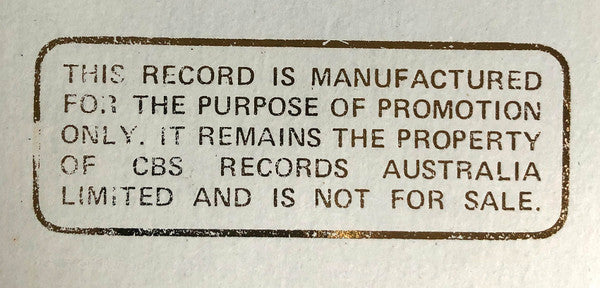 THIS RECORD IS MANUFACTURED
FOR THE PURPOSE OF PROMOTION
ONLY. IT REMAINS THE PROPERTY
OF CBS RECORDS AUSTRALIA
LIMITED AND IS NOT FOR SALE.